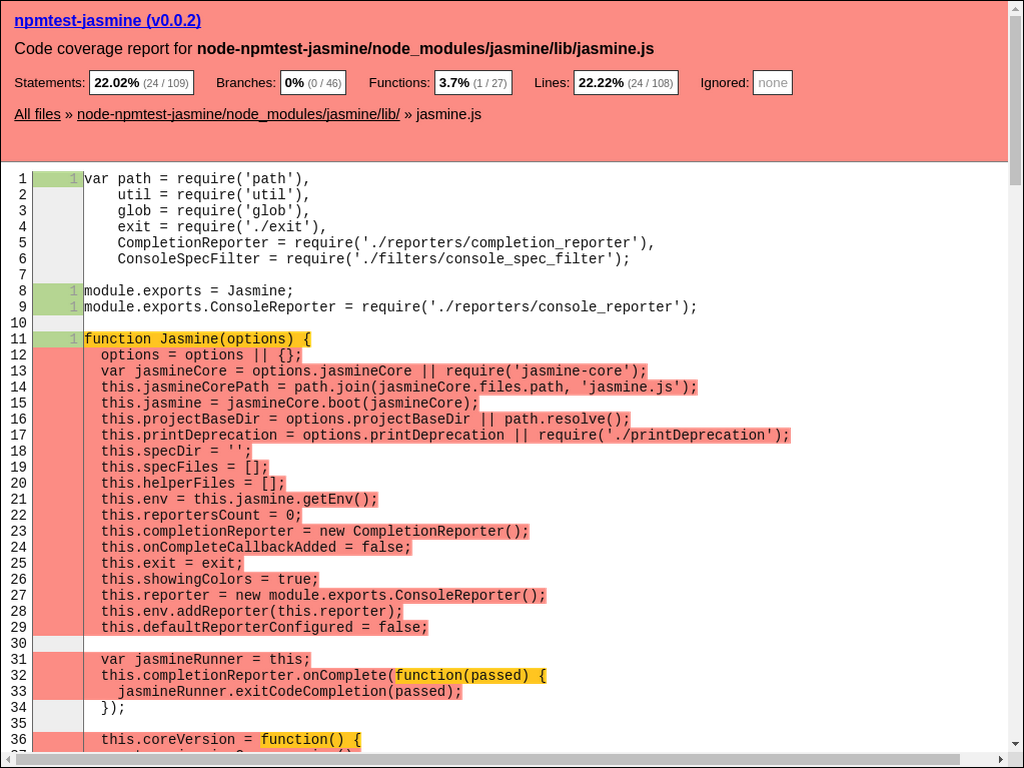 npmtest-jasmine (v0.0.2)
Code coverage report for node-npmtest-jasmine/node_modules/jasmine/lib/jasmine.js
Statements: 22.02% (24 / 109) Branches: 0% (0 / 46) Functions: 3.7% (1 / 27) Lines: 22.22% (24 / 108) Ignored: none
All files » node-npmtest-jasmine/node_modules/jasmine/lib/ » jasmine.js
1 1 var path = require('path'),
2     util = require('util'),
3     glob = require('glob'),
4     exit = require('./exit'),
5     CompletionReporter = require('./reporters/completion_reporter'),
6     ConsoleSpecFilter = require('./filters/console_spec_filter');
7
8 1 module.exports = Jasmine;
9 1 module.exports.ConsoleReporter = require('./reporters/console_reporter');
10
11 1 function Jasmine(options) {
12   options = options || {};
13   var jasmineCore = options.jasmineCore || require('jasmine-core');
14   this.jasmineCorePath = path.join(jasmineCore.files.path, 'jasmine.js');
15   this.jasmine = jasmineCore.boot(jasmineCore);
16   this.projectBaseDir = options.projectBaseDir || path.resolve();
17   this.printDeprecation = options.printDeprecation || require('./printDeprecation');
18   this.specDir = '';
19   this.specFiles = [];
20   this.helperFiles = [];
21   this.env = this.jasmine.getEnv();
22   this.reportersCount = 0;
23   this.completionReporter = new CompletionReporter();
24   this.onCompleteCallbackAdded = false;
25   this.exit = exit;
26   this.showingColors = true;
27   this.reporter = new module.exports.ConsoleReporter();
28   this.env.addReporter(this.reporter);
29   this.defaultReporterConfigured = false;
30
31   var jasmineRunner = this;
32   this.completionReporter.onComplete(function(passed) {
33     jasmineRunner.exitCodeCompletion(passed);
34   });
35
36   this.coreVersion = function() {